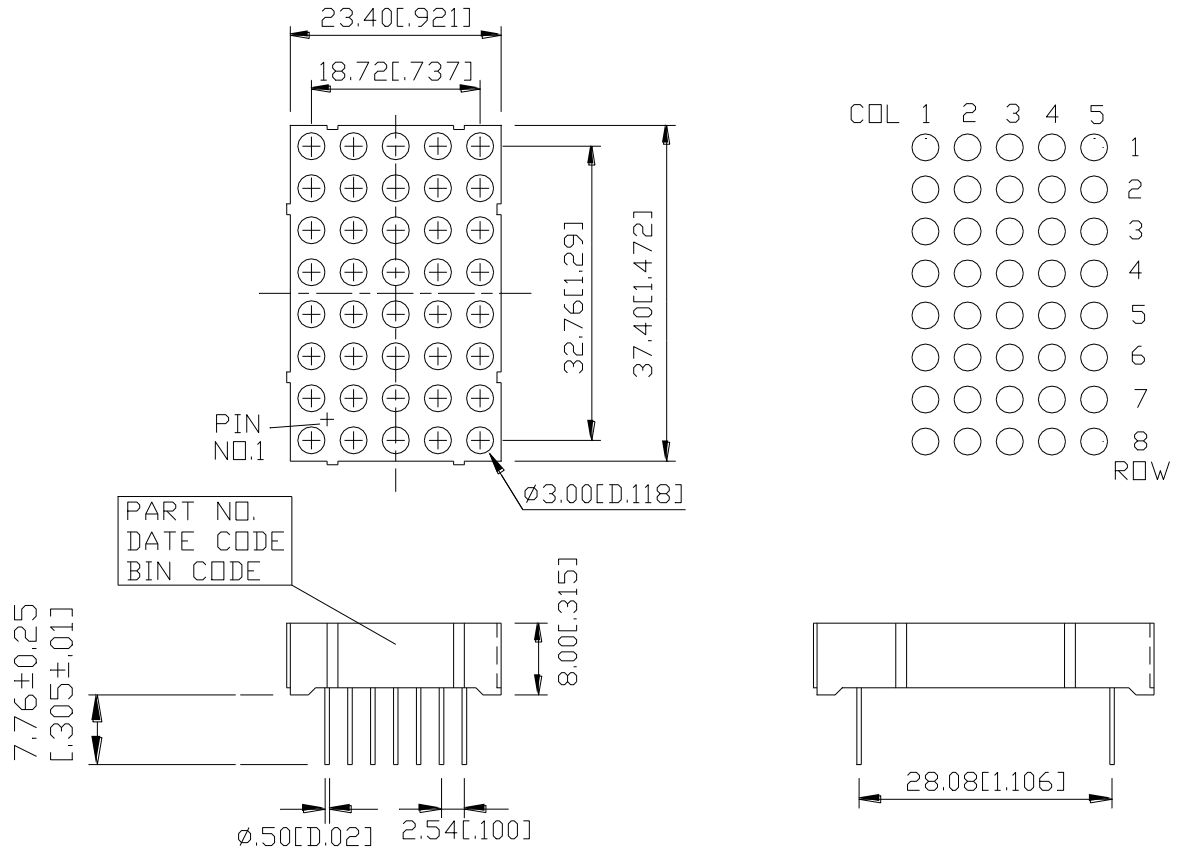 23.40[.921]
18.72[.737]
32.76[1.29]
37.40[1.472]
PIN
NO.1
ø3.00[D.118]
COL 1 2 3 4 5
1
2
3
4
5
6
7
8
ROW
PART NO.
DATE CODE
BIN CODE
7.76±0.25
[.305±.01]
8.00[.315]
ø.50[D.02]
2.54[.100]
28.08[1.106]